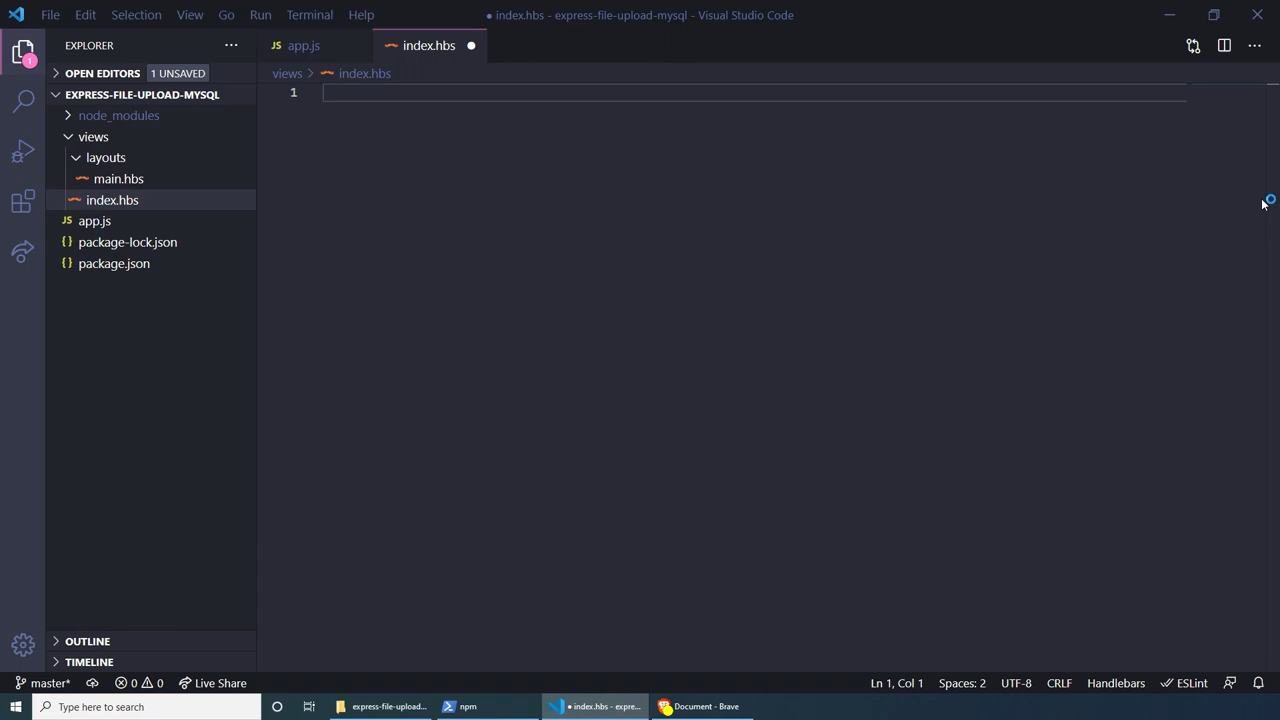 File Edit Selection View Go Run Terminal Help
● index.hbs - express-file-upload-mysql - Visual Studio Code
EXPLORER
JS app.js
index.hbs
OPEN EDITORS 1 UNSAVED
views > index.hbs
EXPRESS-FILE-UPLOAD-MYSQL
1
node_modules
views
layouts
main.hbs
index.hbs
JS app.js
{} package-lock.json
{} package.json
1
OUTLINE
TIMELINE
master* 0 0 Live Share
Ln 1, Col 1 Spaces: 2 UTF-8 CRLF Handlebars ESLint
Type here to search
express-file-upload-m...
npm
● index.hbs - expre...
Document - Brave